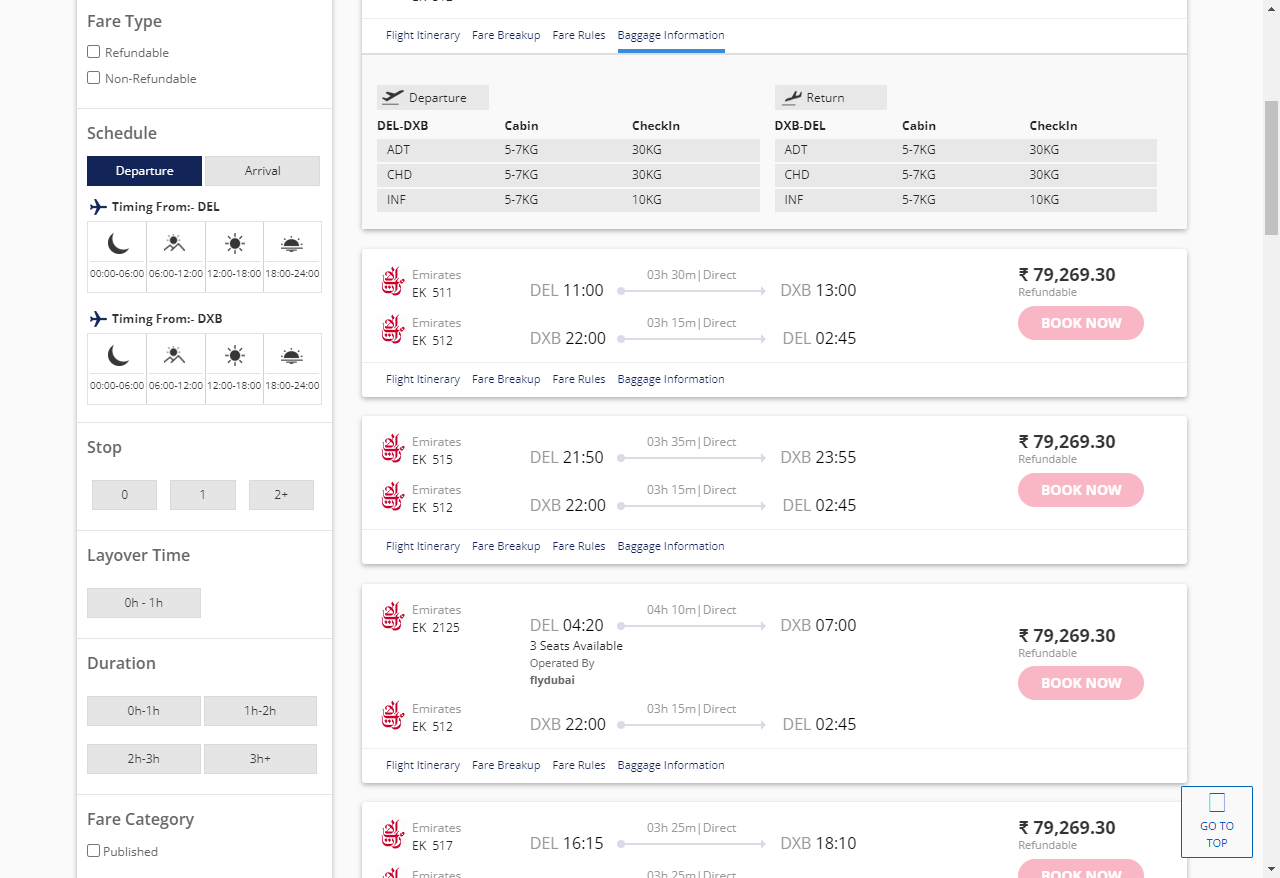 Fare Type
Refundable
Non-Refundable
Schedule
Departure Arrival
Timing From:- DEL
00:00-06:00 06:00-12:00 12:00-18:00 18:00-24:00
Timing From:- DXB
00:00-06:00 06:00-12:00 12:00-18:00 18:00-24:00
Stop
0 1 2+
Layover Time
0h - 1h
Duration
0h-1h 1h-2h
2h-3h 3h+
Fare Category
Published
Flight Itinerary Fare Breakup Fare Rules Baggage Information
Departure Return
DEL-DXB Cabin CheckIn DXB-DEL Cabin CheckIn
ADT 5-7KG 30KG ADT 5-7KG 30KG
CHD 5-7KG 30KG CHD 5-7KG 30KG
INF 5-7KG 10KG INF 5-7KG 10KG
Emirates 03h 30m|Direct ₹ 79,269.30
EK 511 DEL 11:00 DXB 13:00 Refundable
Emirates 03h 15m|Direct BOOK NOW
EK 512 DXB 22:00 DEL 02:45
Flight Itinerary Fare Breakup Fare Rules Baggage Information
Emirates 03h 35m|Direct ₹ 79,269.30
EK 515 DEL 21:50 DXB 23:55 Refundable
Emirates 03h 15m|Direct BOOK NOW
EK 512 DXB 22:00 DEL 02:45
Flight Itinerary Fare Breakup Fare Rules Baggage Information
Emirates 04h 10m|Direct
EK 2125 DEL 04:20 DXB 07:00 ₹ 79,269.30
3 Seats Available Refundable
Operated By
flydubai BOOK NOW
Emirates 03h 15m|Direct
EK 512 DXB 22:00 DEL 02:45
Flight Itinerary Fare Breakup Fare Rules Baggage Information
Emirates 03h 25m|Direct ₹ 79,269.30
EK 517 DEL 16:15 DXB 18:10 Refundable
Emirates 03h 25m|Direct BOOK NOW
GO TO
TOP